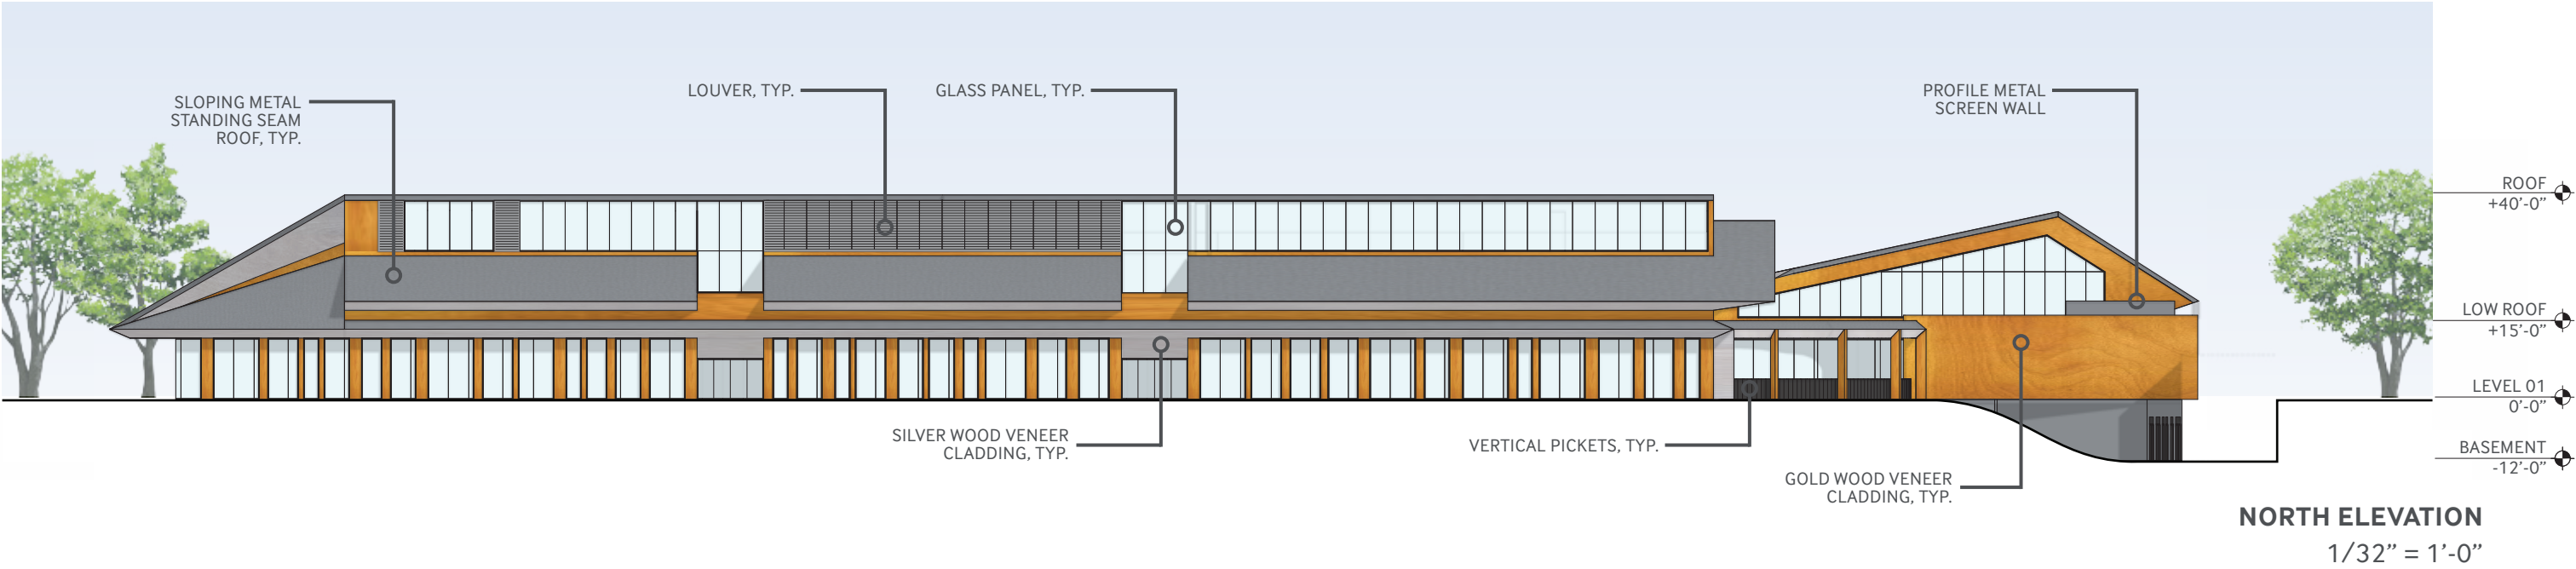 SLOPING METAL
STANDING SEAM
ROOF, TYP.
LOUVER, TYP.
GLASS PANEL, TYP.
PROFILE METAL
SCREEN WALL
ROOF
+40'-0”
LOW ROOF
+15'-0”
LEVEL 01
0'-0”
BASEMENT
-12'-0”
SILVER WOOD VENEER
CLADDING, TYP.
VERTICAL PICKETS, TYP.
GOLD WOOD VENEER
CLADDING, TYP.
NORTH ELEVATION
1/32” = 1'-0”